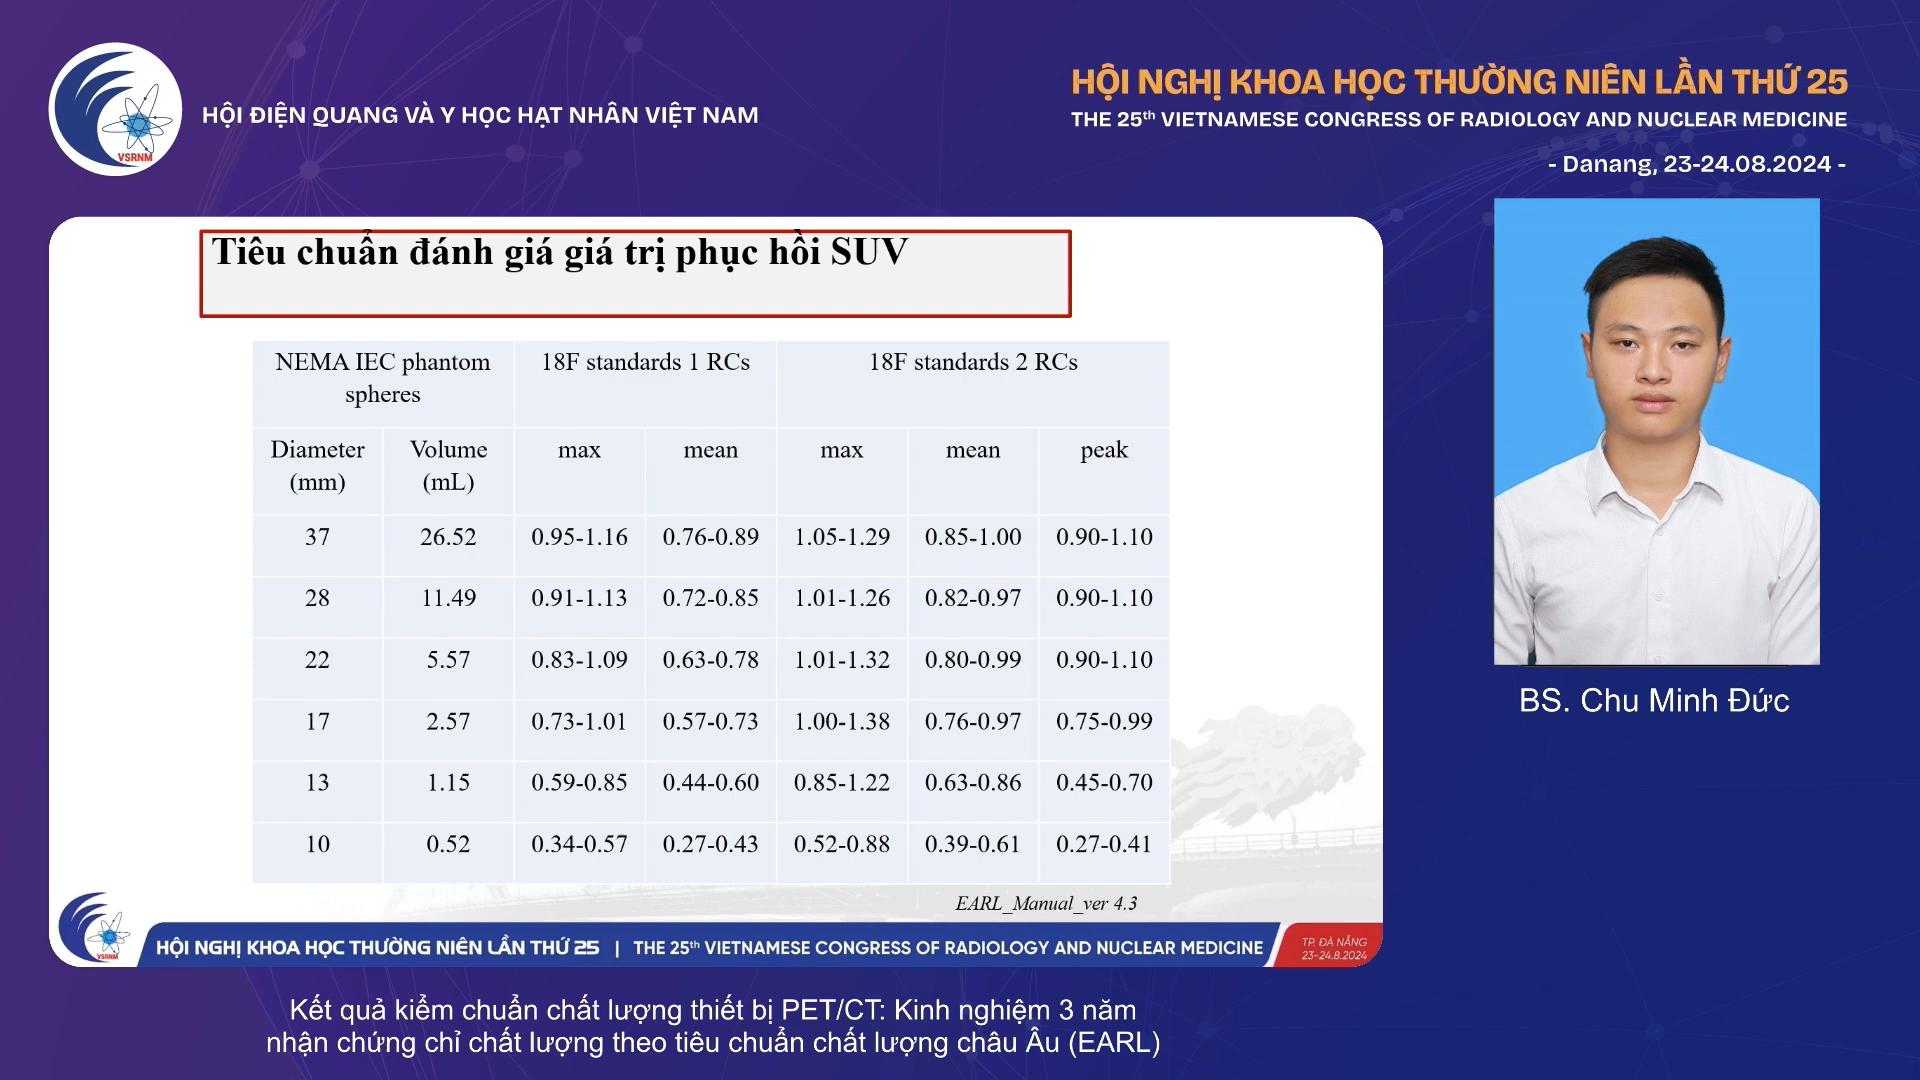 VSRNM
HỘI ĐIỆN QUANG VÀ Y HỌC HẠT NHÂN VIỆT NAM
HỘI NGHỊ KHOA HỌC THƯỜNG NIÊN LẦN THỨ 25
THE 25th VIETNAMESE CONGRESS OF RADIOLOGY AND NUCLEAR MEDICINE
- Danang, 23-24.08.2024 -
Tiêu chuẩn đánh giá giá trị phục hồi SUV
NEMA IEC phantom spheres 18F standards 1 RCs 18F standards 2 RCs
Diameter (mm) Volume (mL) max mean max mean peak
37 26.52 0.95-1.16 0.76-0.89 1.05-1.29 0.85-1.00 0.90-1.10
28 11.49 0.91-1.13 0.72-0.85 1.01-1.26 0.82-0.97 0.90-1.10
22 5.57 0.83-1.09 0.63-0.78 1.01-1.32 0.80-0.99 0.90-1.10
17 2.57 0.73-1.01 0.57-0.73 1.00-1.38 0.76-0.97 0.75-0.99
13 1.15 0.59-0.85 0.44-0.60 0.85-1.22 0.63-0.86 0.45-0.70
10 0.52 0.34-0.57 0.27-0.43 0.52-0.88 0.39-0.61 0.27-0.41
EARL_Manual_ver 4.3
VSRNM
HỘI NGHỊ KHOA HỌC THƯỜNG NIÊN LẦN THỨ 25 | THE 25th VIETNAMESE CONGRESS OF RADIOLOGY AND NUCLEAR MEDICINE
TP. ĐÀ NẴNG
23-24.8.2024
BS. Chu Minh Đức
Kết quả kiểm chuẩn chất lượng thiết bị PET/CT: Kinh nghiệm 3 năm
nhận chứng chỉ chất lượng theo tiêu chuẩn chất lượng châu Âu (EARL)